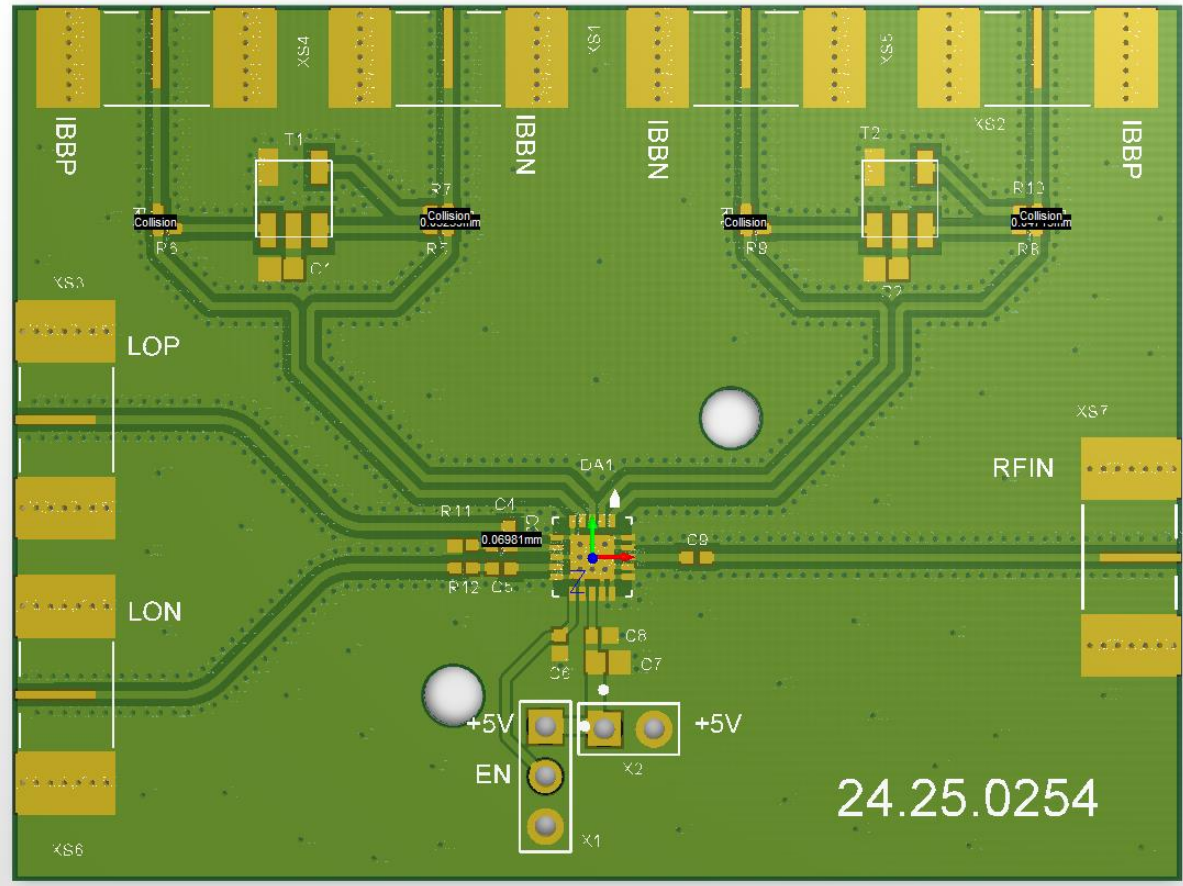 XS4
XS1
XS5
XS2
IBBP
IBBN
IBBN
IBBP
T1
T2
R7
R10
Collision
Collision
Collision
Collision
R6
R5
R9
R8
C1
C2
XS3
LOP
XS7
RFIN
DA1
R11
C4
C3
0.06981mm
C9
R12
C5
LON
C8
C6
C7
+5V
+5V
EN
X2
24.25.0254
X1
XS6
Z